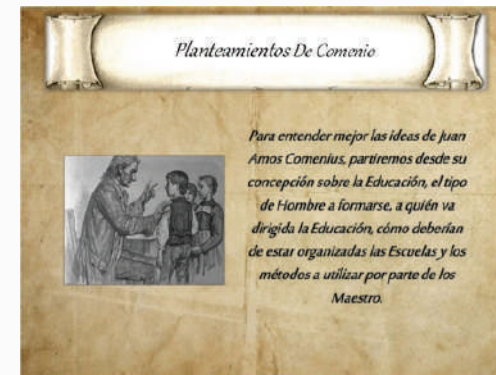 Planteamientos De Comenio
Para entender mejor las ideas de Juan
Amos Comenius, partiremos desde su
concepción sobre la Educación, el tipo
de Hombre a formarse, a quién va
dirigida la Educación, cómo deberían
de estar organizadas las Escuelas y los
métodos a utilizar por parte de los
Maestro.